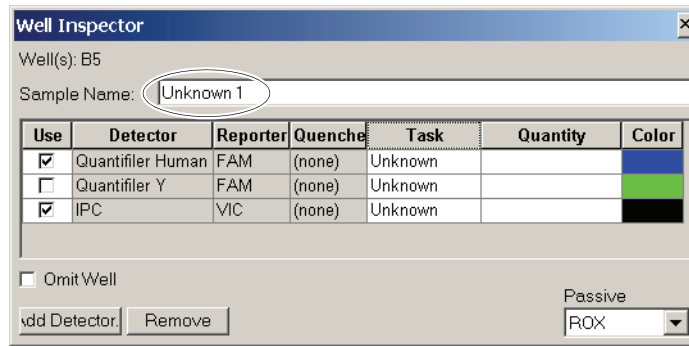 Well Inspector
Well(s): B5
Sample Name: Unknown 1
Use Detector Reporter Quenche Task Quantity Color
Quantifiler Human FAM (none) Unknown
Quantifiler Y FAM (none) Unknown
IPC VIC (none) Unknown
Omit Well
Passive
dd Detector. Remove ROX